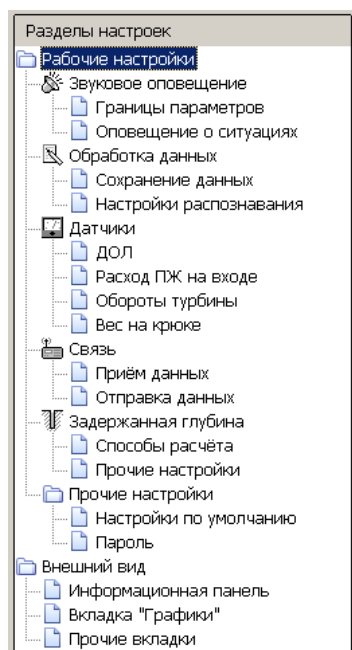 Разделы настроек
Рабочие настройки
Звуковое оповещение
Границы параметров
Оповещение о ситуациях
Обработка данных
Сохранение данных
Настройки распознавания
Датчики
ДОЛ
Расход ПЖ на входе
Обороты турбины
Вес на крюке
Связь
Приём данных
Отправка данных
Задержанная глубина
Способы расчёта
Прочие настройки
Прочие настройки
Настройки по умолчанию
Пароль
Внешний вид
Информационная панель
Вкладка "Графики"
Прочие вкладки